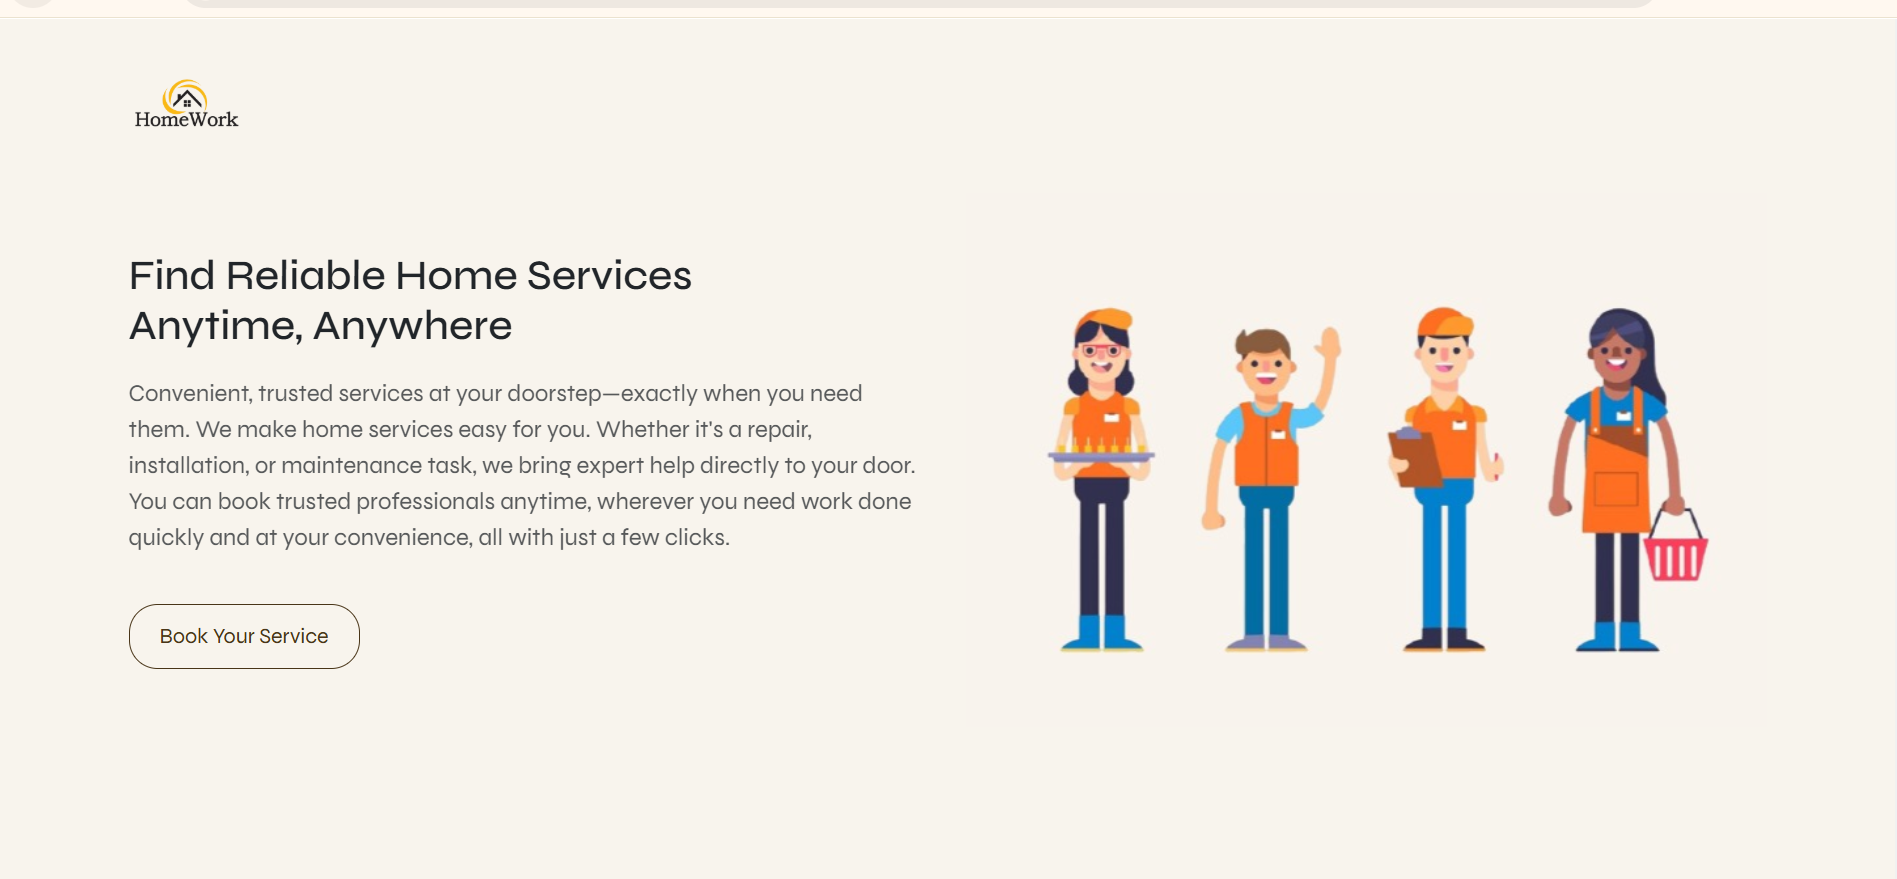 HomeWork
Find Reliable Home Services
Anytime, Anywhere
Convenient, trusted services at your doorstep—exactly when you need
them. We make home services easy for you. Whether it's a repair,
installation, or maintenance task, we bring expert help directly to your door.
You can book trusted professionals anytime, wherever you need work done
quickly and at your convenience, all with just a few clicks.
Book Your Service